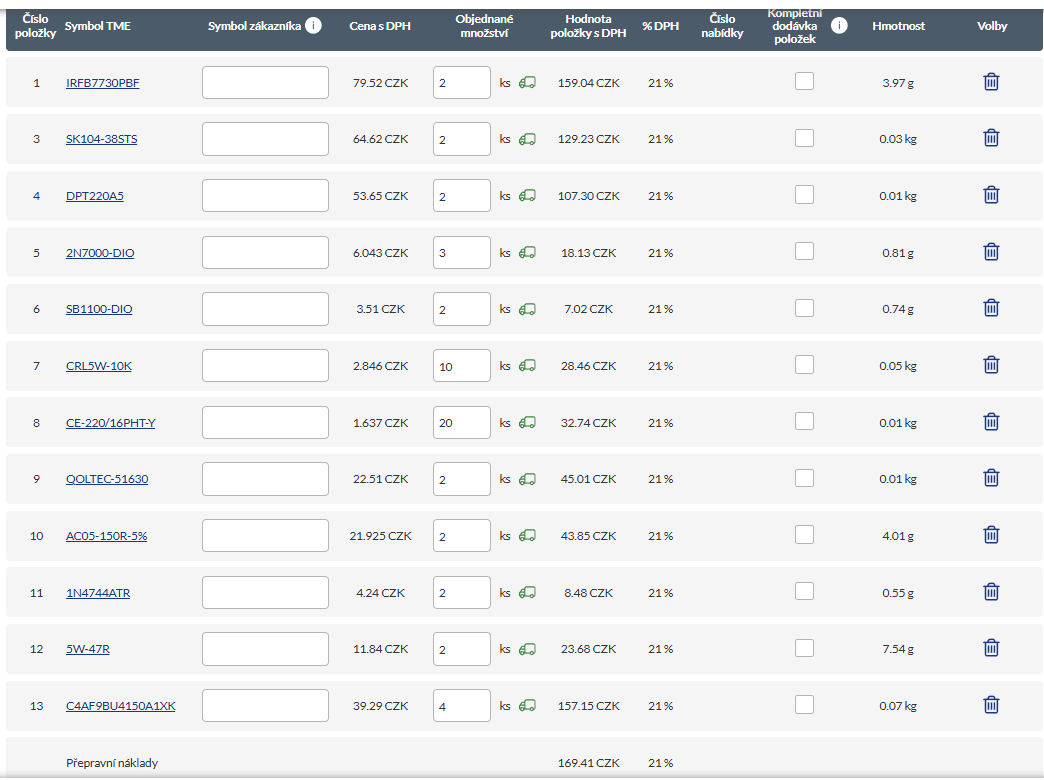 Číslo položky Symbol TME Symbol zákazníka i Cena s DPH Objednané množství Hodnota položky s DPH % DPH Číslo nabídky Kompletní dodávka položek i Hmotnost Volby
1 IRFB7730PBF 79.52 CZK 2 ks 159.04 CZK 21 % 3.97 g
3 SK104-38STS 64.62 CZK 2 ks 129.23 CZK 21 % 0.03 kg
4 DPT220A5 53.65 CZK 2 ks 107.30 CZK 21 % 0.01 kg
5 2N7000-DIO 6.043 CZK 3 ks 18.13 CZK 21 % 0.81 g
6 SB1100-DIO 3.51 CZK 2 ks 7.02 CZK 21 % 0.74 g
7 CRL5W-10K 2.846 CZK 10 ks 28.46 CZK 21 % 0.05 kg
8 CE-220/16PHT-Y 1.637 CZK 20 ks 32.74 CZK 21 % 0.01 kg
9 QOLTEC-51630 22.51 CZK 2 ks 45.01 CZK 21 % 0.01 kg
10 AC05-150R-5% 21.925 CZK 2 ks 43.85 CZK 21 % 4.01 g
11 1N4744ATR 4.24 CZK 2 ks 8.48 CZK 21 % 0.55 g
12 5W-47R 11.84 CZK 2 ks 23.68 CZK 21 % 7.54 g
13 C4AF9BU4150A1XK 39.29 CZK 4 ks 157.15 CZK 21 % 0.07 kg
Přepravní náklady 169.41 CZK 21 %